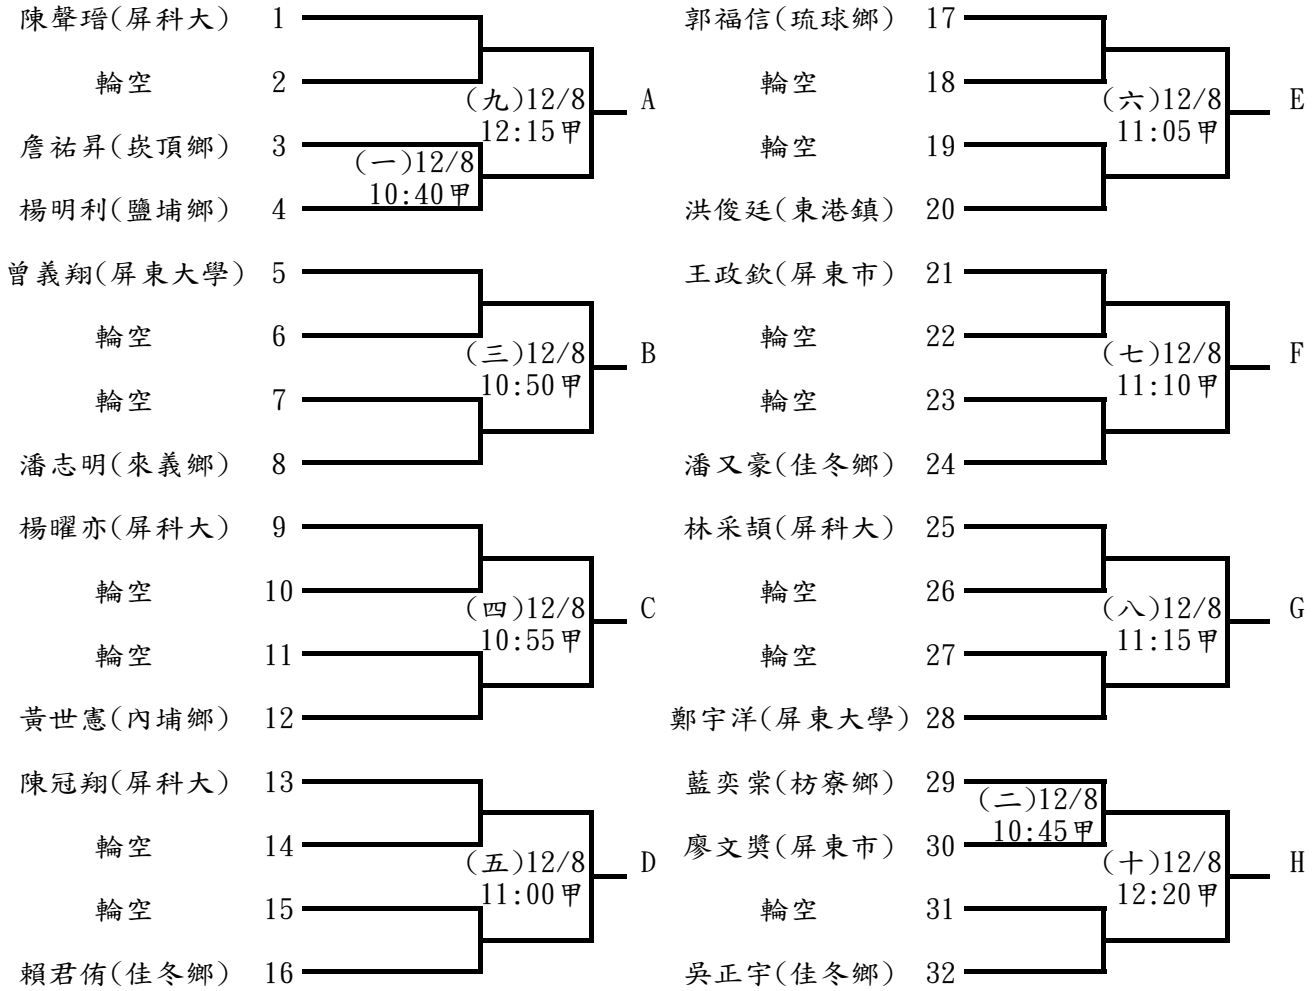 陳聲瑨(屏科大) 1
輪空 2
(九)12/8 A
12:15甲
詹祐昇(崁頂鄉) 3
(一)12/8
10:40甲
楊明利(鹽埔鄉) 4
曾義翔(屏東大學) 5
輪空 6
(三)12/8 B
10:50甲
輪空 7
潘志明(來義鄉) 8
楊曜亦(屏科大) 9
輪空 10
(四)12/8 C
10:55甲
輪空 11
黃世憲(內埔鄉) 12
陳冠翔(屏科大) 13
輪空 14
(五)12/8 D
11:00甲
輪空 15
賴君侑(佳冬鄉) 16
郭福信(琉球鄉) 17
輪空 18
(六)12/8 E
11:05甲
輪空 19
洪俊廷(東港鎮) 20
王政欽(屏東市) 21
輪空 22
(七)12/8 F
11:10甲
輪空 23
潘又豪(佳冬鄉) 24
林采頡(屏科大) 25
輪空 26
(八)12/8 G
11:15甲
輪空 27
鄭宇洋(屏東大學) 28
藍奕棠(枋寮鄉) 29
(二)12/8
10:45甲
廖文獎(屏東市) 30
(十)12/8 H
12:20甲
輪空 31
吳正宇(佳冬鄉) 32